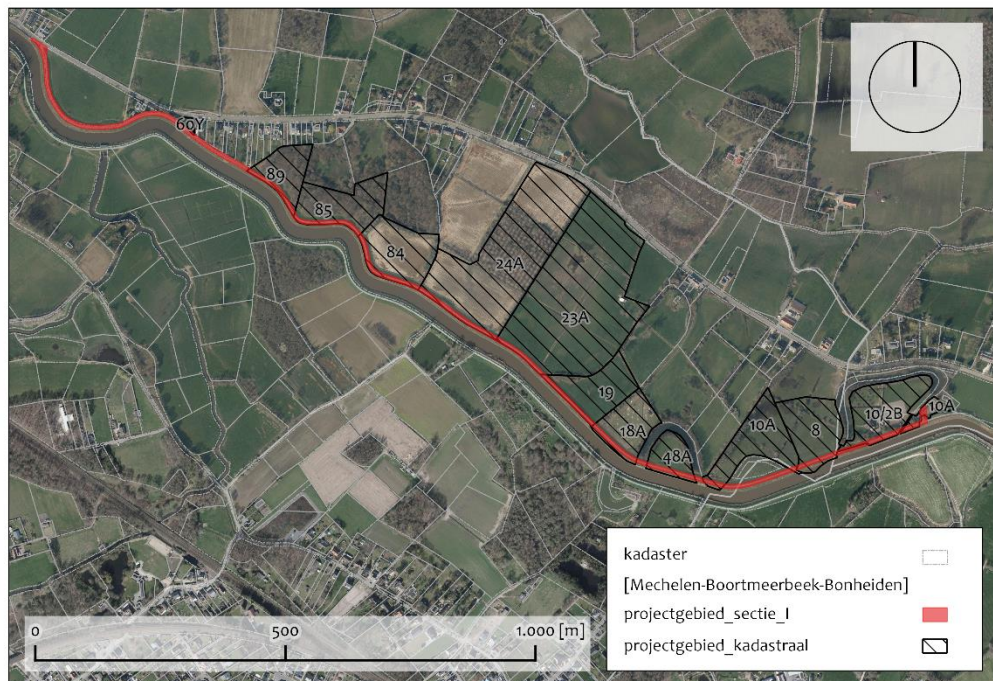 60Y
89
85
84
24A
23A
19
18A
48A
10A
8
10/2B
10A
kadaster
[Mechelen-Boortmeerbeek-Bonheiden]
projectgebied_sectie_I
projectgebied_kadastraal
0 500 1.000 [m]